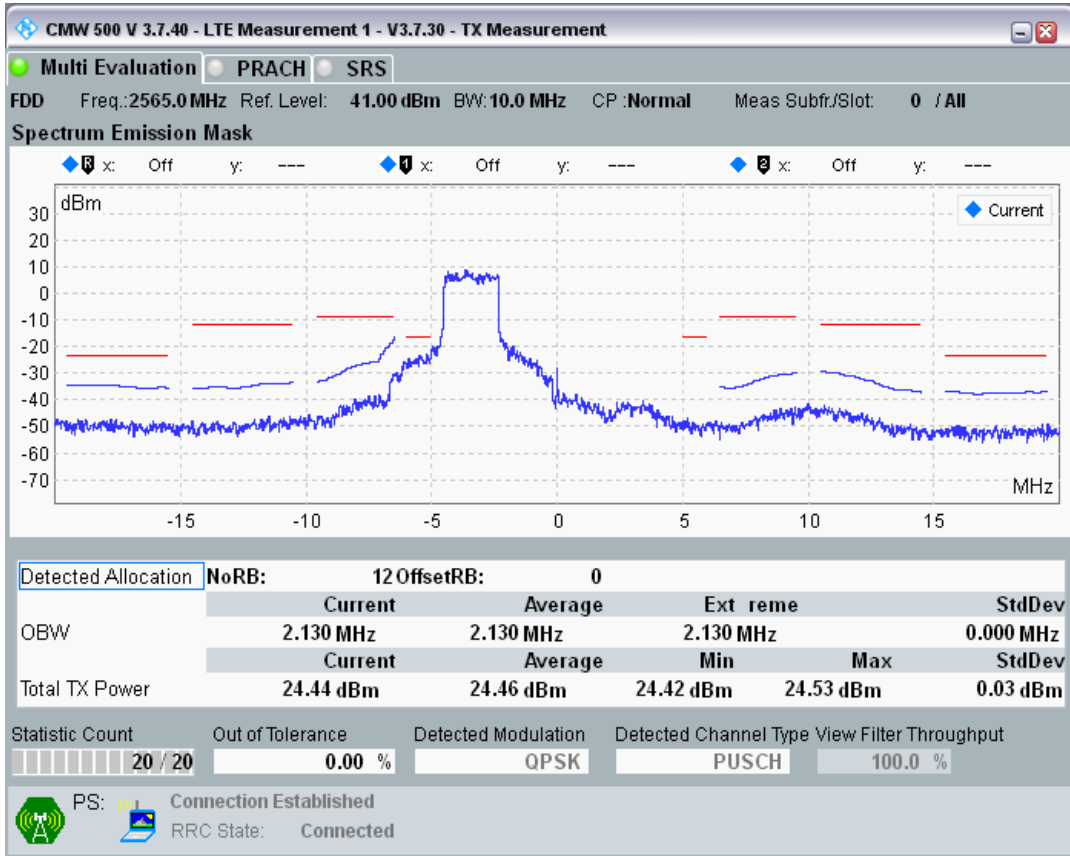 CMW 500 V 3.7.40 - LTE Measurement 1 - V3.7.30 - TX Measurement
Multi Evaluation PRACH SRS
FDD Freq.:2565.0 MHz Ref. Level: 41.00 dBm BW: 10.0 MHz CP :Normal Meas Subfr./Slot: 0 / All
Spectrum Emission Mask
R x: Off y: --- 1 x: Off y: --- 2 x: Off y: ---
dBm
Current
30
20
10
0
-10
-20
-30
-40
-50
-60
-70
MHz
-15 -10 -5 0 5 10 15
Detected Allocation NoRB: 12 OffsetRB: 0
Current Average Ext reme StdDev
OBW 2.130 MHz 2.130 MHz 2.130 MHz 0.000 MHz
Current Average Min Max StdDev
Total TX Power 24.44 dBm 24.46 dBm 24.42 dBm 24.53 dBm 0.03 dBm
Statistic Count Out of Tolerance Detected Modulation Detected Channel Type View Filter Throughput
20 / 20 0.00 % QPSK PUSCH 100.0 %
PS: Connection Established
RRC State: Connected